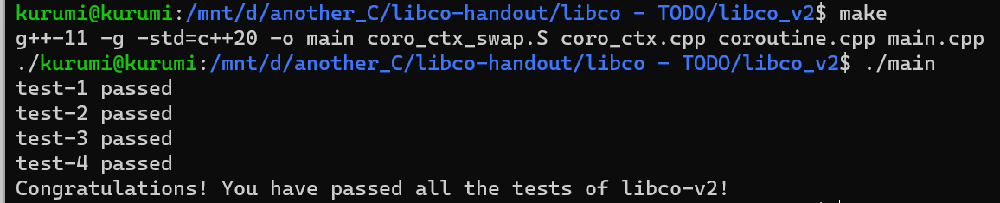 kurumi@kurumi:/mnt/d/another_C/libco-handout/libco - TODO/libco_v2$ make
g++-11 -g -std=c++20 -o main coro_ctx_swap.S coro_ctx.cpp coroutine.cpp main.cpp
./kurumi@kurumi:/mnt/d/another_C/libco-handout/libco - TODO/libco_v2$ ./main
test-1 passed
test-2 passed
test-3 passed
test-4 passed
Congratulations! You have passed all the tests of libco-v2!